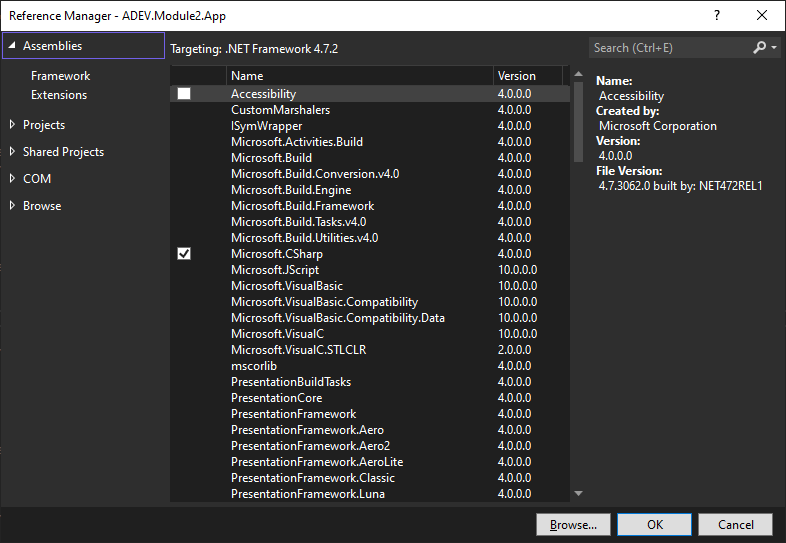 Reference Manager - ADEV.Module2.App
Assemblies
Framework
Extensions
Projects
Shared Projects
COM
Browse
Targeting: .NET Framework 4.7.2
Search (Ctrl+E)
Name Version
Accessibility 4.0.0.0
CustomMarshalers 4.0.0.0
ISymWrapper 4.0.0.0
Microsoft.Activities.Build 4.0.0.0
Microsoft.Build 4.0.0.0
Microsoft.Build.Conversion.v4.0 4.0.0.0
Microsoft.Build.Engine 4.0.0.0
Microsoft.Build.Framework 4.0.0.0
Microsoft.Build.Tasks.v4.0 4.0.0.0
Microsoft.Build.Utilities.v4.0 4.0.0.0
Microsoft.CSharp 4.0.0.0
Microsoft.JScript 10.0.0.0
Microsoft.VisualBasic 10.0.0.0
Microsoft.VisualBasic.Compatibility 10.0.0.0
Microsoft.VisualBasic.Compatibility.Data 10.0.0.0
Microsoft.VisualC 10.0.0.0
Microsoft.VisualC.STLCLR 2.0.0.0
mscorlib 4.0.0.0
PresentationBuildTasks 4.0.0.0
PresentationCore 4.0.0.0
PresentationFramework 4.0.0.0
PresentationFramework.Aero 4.0.0.0
PresentationFramework.Aero2 4.0.0.0
PresentationFramework.AeroLite 4.0.0.0
PresentationFramework.Classic 4.0.0.0
PresentationFramework.Luna 4.0.0.0
Name:
Accessibility
Created by:
Microsoft Corporation
Version:
4.0.0.0
File Version:
4.7.3062.0 built by: NET472REL1
Browse...
OK
Cancel